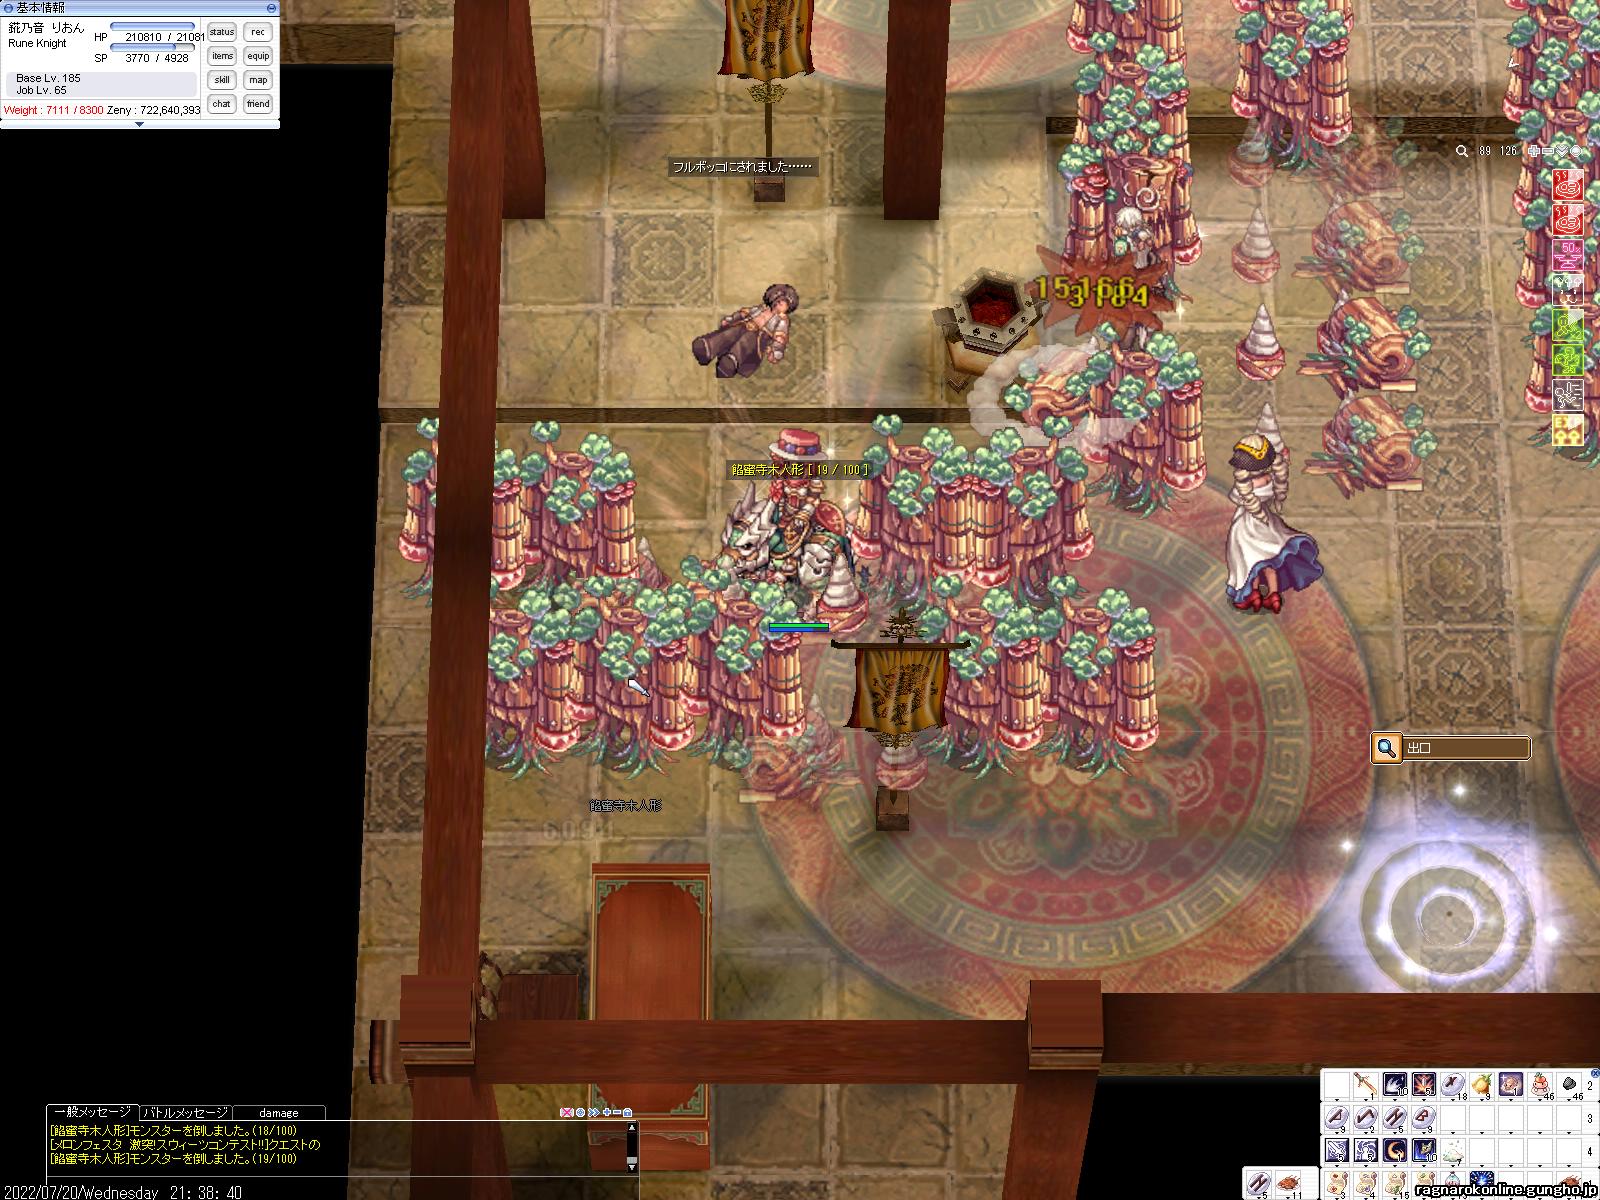 基本情報
錵乃音 りおん
Rune Knight
HP 210810 / 21081
SP 3770 / 4928
Base Lv. 185
Job Lv. 65
Weight : 7111 / 8300 Zeny : 722,640,393
status rec
items equip
skill map
chat friend
フルボッコにされました……
89 126
50%
EXP
餡蜜寺木人形 [ 19 / 100 ]
出口
餡蜜寺木人形
一般メッセージ バトルメッセージ damage
[餡蜜寺木人形]モンスターを倒しました。(18/100)
[メロンフェスタ 激突!スウィーツコンテスト!!]クエストの
[餡蜜寺木人形]モンスターを倒しました。(19/100)
2022/07/20/Wednesday 21:38:40
2
3
4
ragnarokonline.gungho.jp